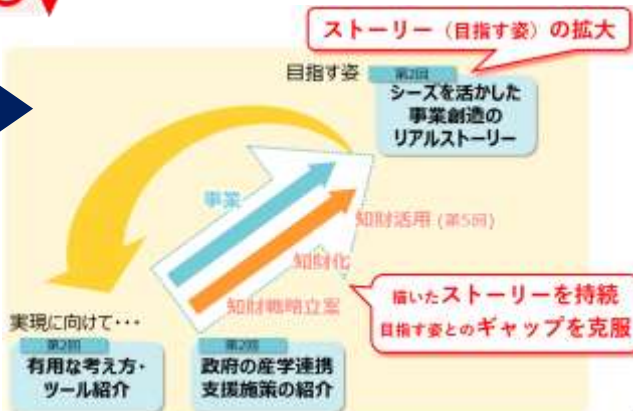 ストーリー（目指す姿）の拡大
目指す姿
第2回
シーズを活かした
事業創造の
リアルストーリー
事業
知財活用 (第5回)
知財化
知財戦略立案
描いたストーリーを持続
目指す姿とのギャップを克服
実現に向けて・・・
第2回
有用な考え方・
ツール紹介
第2回
政府の産学連携
支援施策の紹介